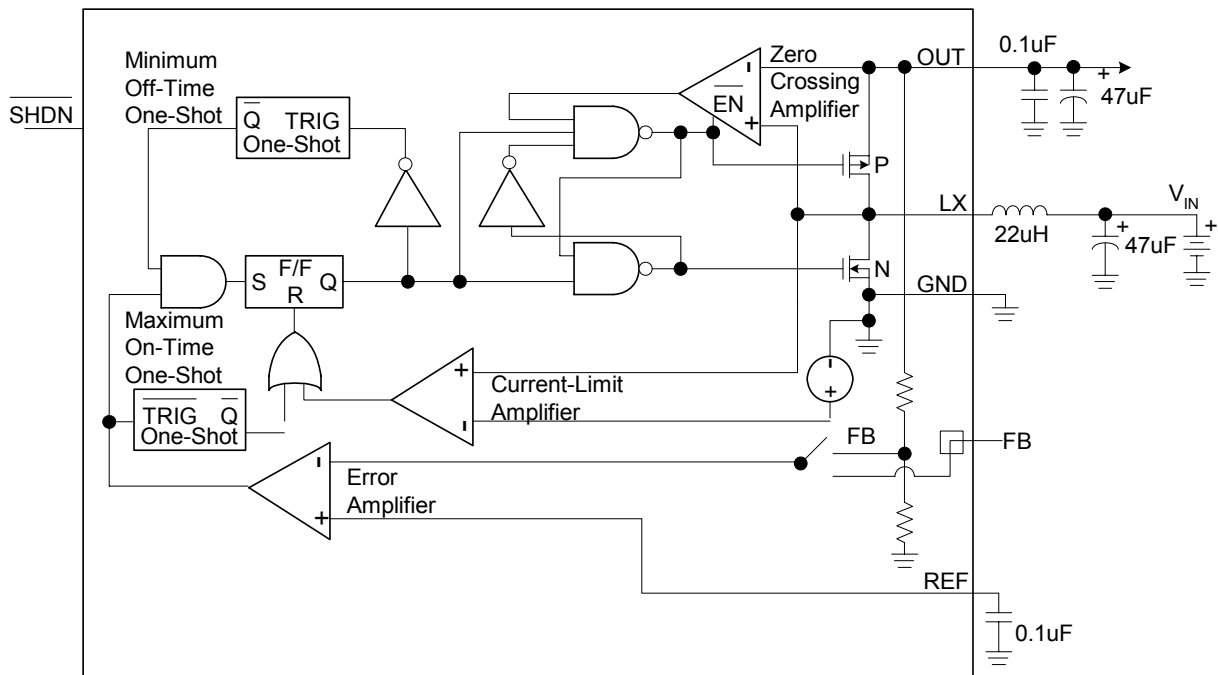 Minimum
Off-Time
One-Shot
SHDN
Q TRIG
One-Shot
EN
Zero
Crossing
Amplifier
OUT
0.1uF
+
47uF
P
LX
22uH
+
47uF
VIN
+
N
GND
S F/F Q
R
Maximum
On-Time
One-Shot
TRIG Q
One-Shot
+
-
Current-Limit
Amplifier
-
+
-
+
FB
FB
-
+
Error
Amplifier
REF
0.1uF
-
+